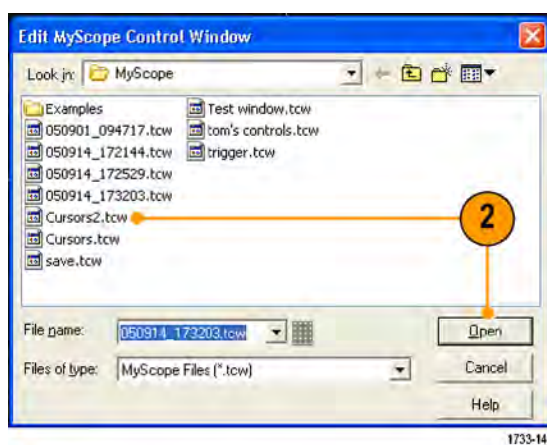 Edit MyScope Control Window
Look in: MyScope
Examples
050901_094717.tcw
050914_172144.tcw
050914_172529.tcw
050914_173203.tcw
Cursors2.tcw
Cursors.tcw
save.tcw
Test window.tcw
tom's controls.tcw
trigger.tcw
2
File name: 050914_173203.tcw Open
Files of type: MyScope Files (*.tcw) Cancel
Help
1733-14